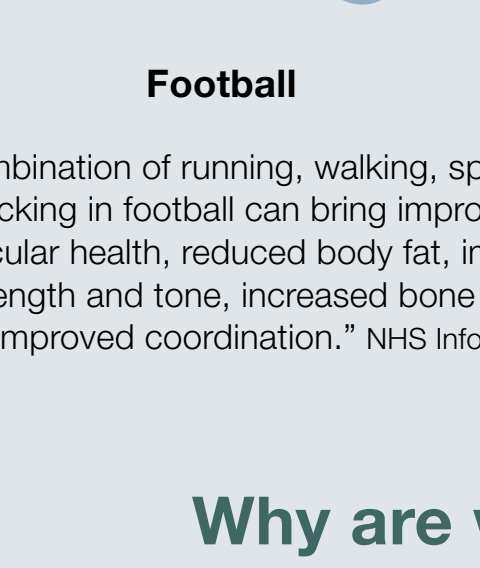 Football
mbination of running, walking, sp
cking in football can bring impro
cular health, reduced body fat, in
ength and tone, increased bone
mproved coordination.” NHS Info
Why are